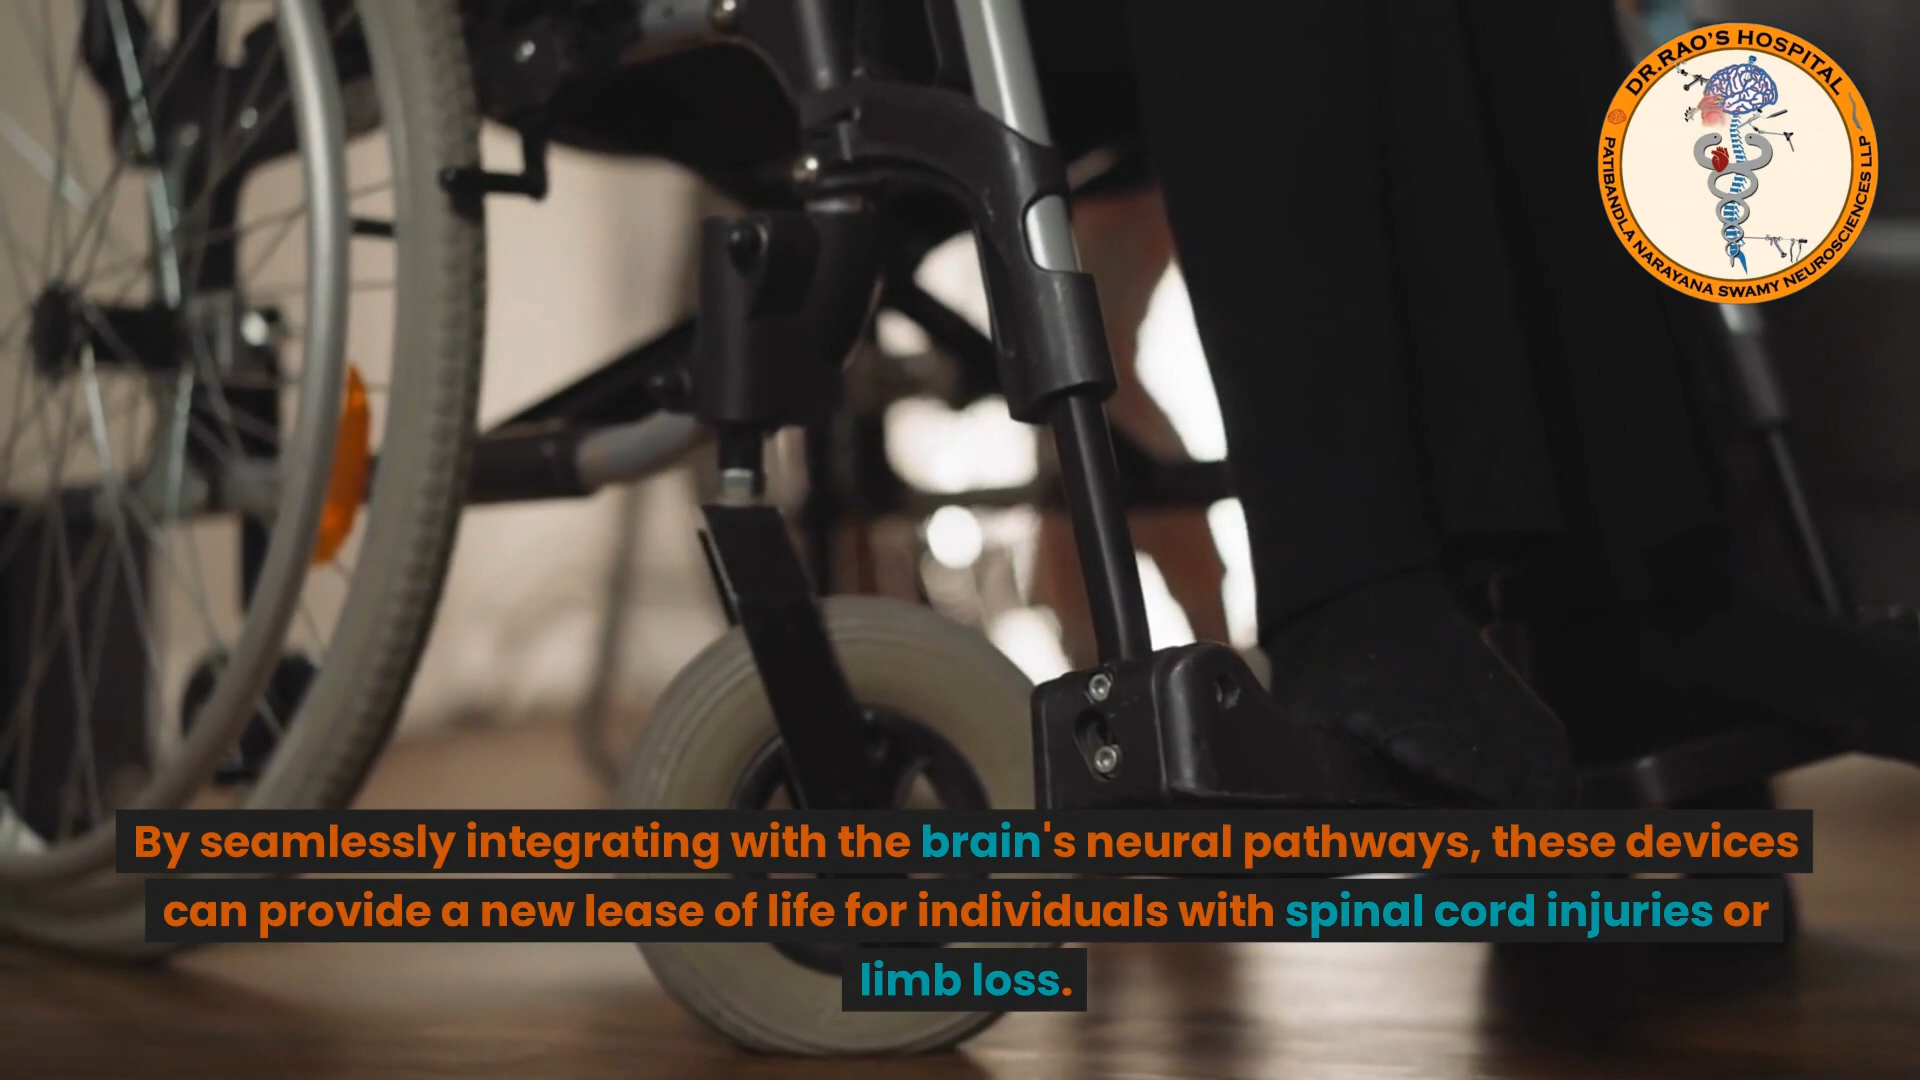 DR.RAO'S HOSPITAL
PATIBANDLA NARAYANA SWAMY NEUROSCIENCES LLP
By seamlessly integrating with the brain's neural pathways, these devices
can provide a new lease of life for individuals with spinal cord injuries or
limb loss.